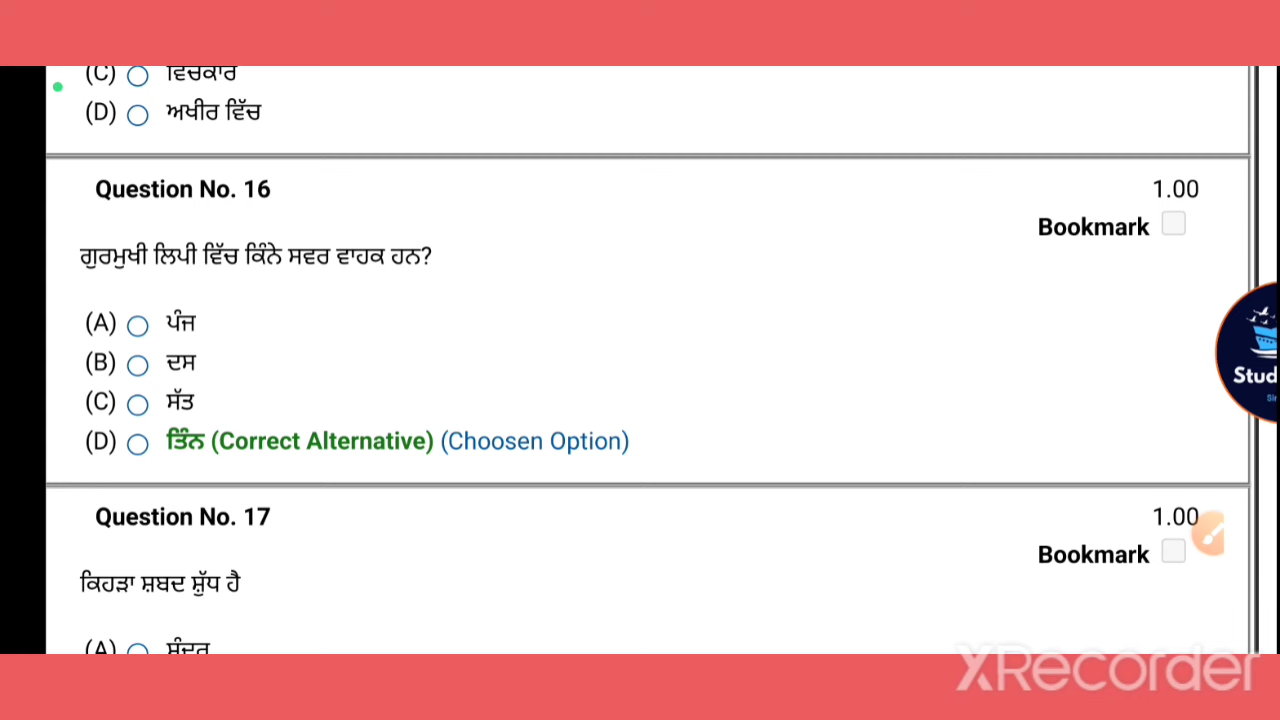 (C) ਵਿਚਕਾਰ
(D) ਅਖੀਰ ਵਿੱਚ
Question No. 16 1.00
Bookmark
ਗੁਰਮੁਖੀ ਲਿਪੀ ਵਿੱਚ ਕਿੰਨੇ ਸਵਰ ਵਾਹਕ ਹਨ?
(A) ਪੰਜ
(B) ਦਸ
(C) ਸੱਤ
(D) ਤਿੰਨ (Correct Alternative) (Choosen Option)
Stud
Question No. 17 1.00
Bookmark
ਕਿਹੜਾ ਸ਼ਬਦ ਸ਼ੁੱਧ ਹੈ
(A)
XRecorder